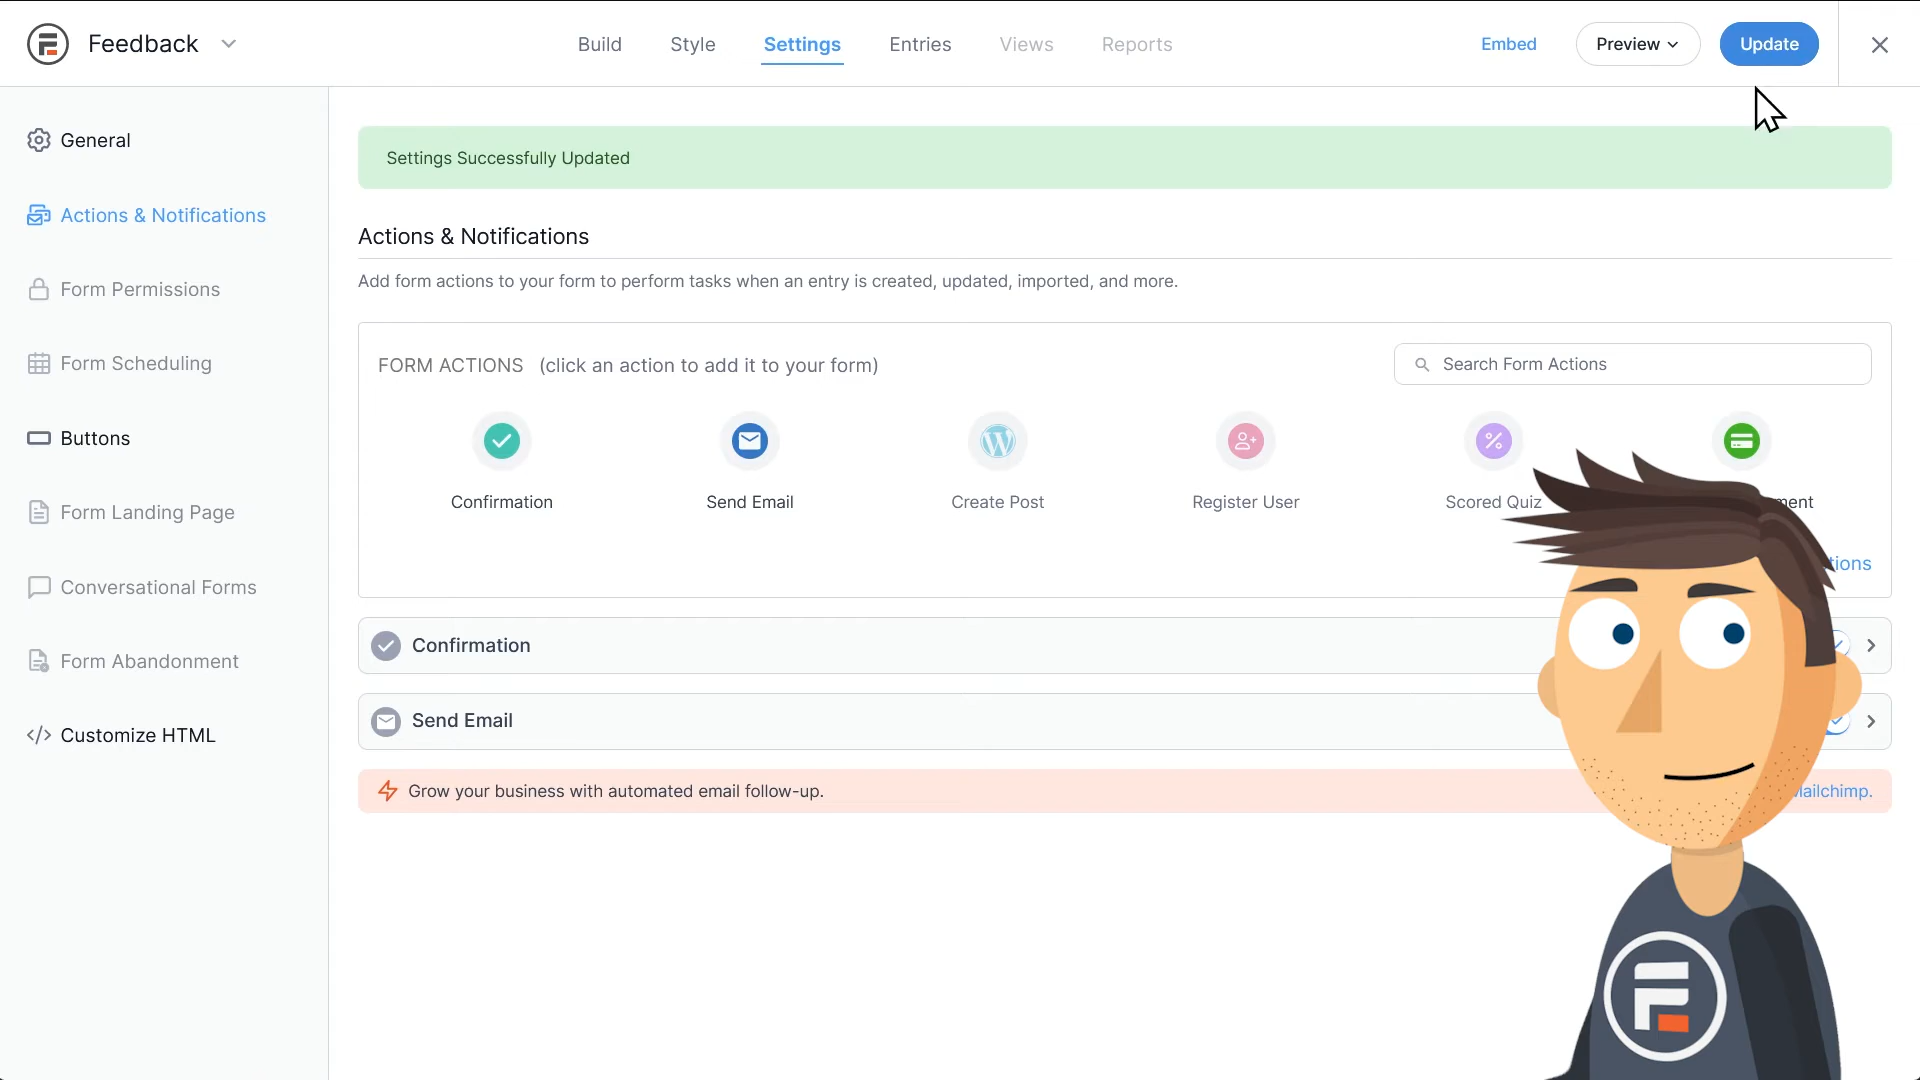 Feedback
Build Style Settings Entries Views Reports
Embed Preview Update
General
Actions & Notifications
Form Permissions
Form Scheduling
Buttons
Form Landing Page
Conversational Forms
Form Abandonment
Customize HTML
Settings Successfully Updated
Actions & Notifications
Add form actions to your form to perform tasks when an entry is created, updated, imported, and more.
FORM ACTIONS (click an action to add it to your form)
Search Form Actions
Confirmation Send Email Create Post Register User Scored Quiz
Confirmation
Send Email
Grow your business with automated email follow-up. Mailchimp.